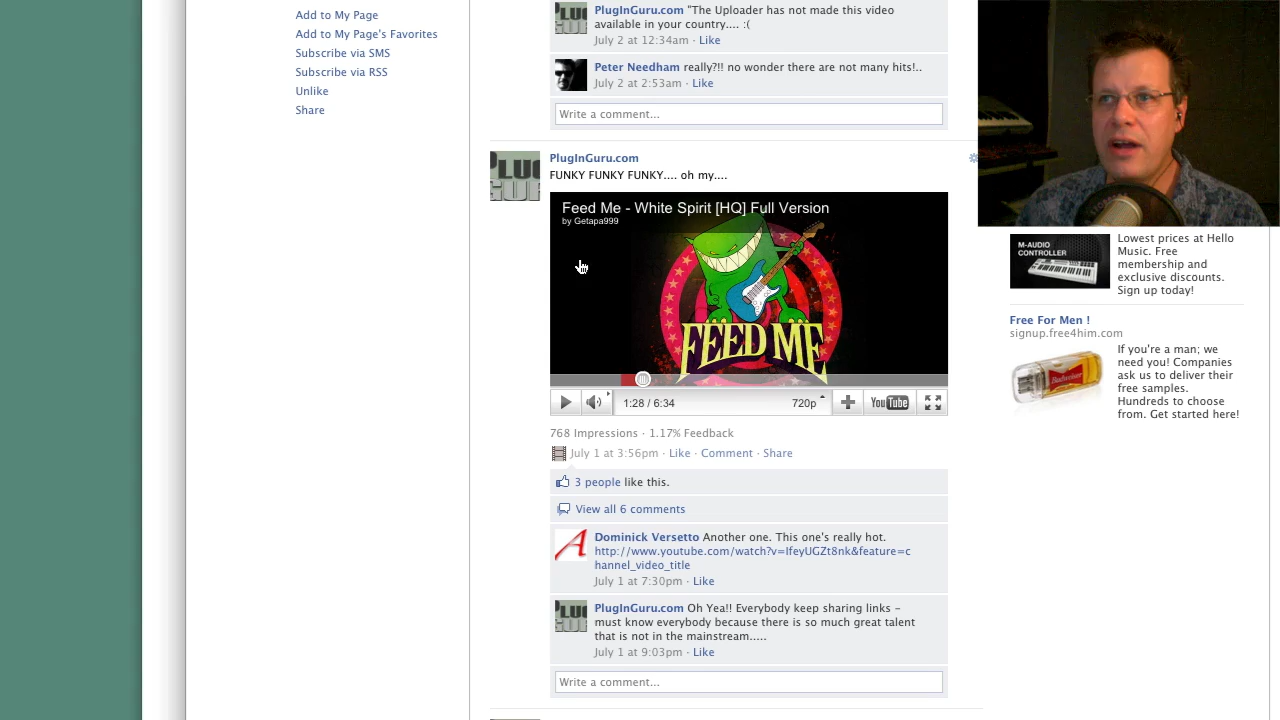 Add to My Page
Add to My Page's Favorites
Subscribe via SMS
Subscribe via RSS
Unlike
Share
PlugInGuru.com "The Uploader has not made this video
available in your country.... :(
July 2 at 12:34am · Like
Peter Needham really?!! no wonder there are not many hits!..
July 2 at 2:53am · Like
Write a comment...
PlugInGuru.com
FUNKY FUNKY FUNKY.... oh my....
Feed Me - White Spirit [HQ] Full Version
by Getapa999
FEED ME
1:28 / 6:34
720p
YouTube
768 Impressions · 1.17% Feedback
July 1 at 3:56pm · Like · Comment · Share
3 people like this.
View all 6 comments
Dominick Versetto Another one. This one's really hot.
http://www.youtube.com/watch?v=IfeyUGZt8nk&feature=c
hannel_video_title
July 1 at 7:30pm · Like
PlugInGuru.com Oh Yea!! Everybody keep sharing links –
must know everybody because there is so much great talent
that is not in the mainstream.....
July 1 at 9:03pm · Like
Write a comment...
M-AUDIO
CONTROLLER
Lowest prices at Hello
Music. Free
membership and
exclusive discounts.
Sign up today!
Free For Men !
signup.free4him.com
Budweiser
If you're a man; we
need you! Companies
ask us to deliver their
free samples.
Hundreds to choose
from. Get started here!